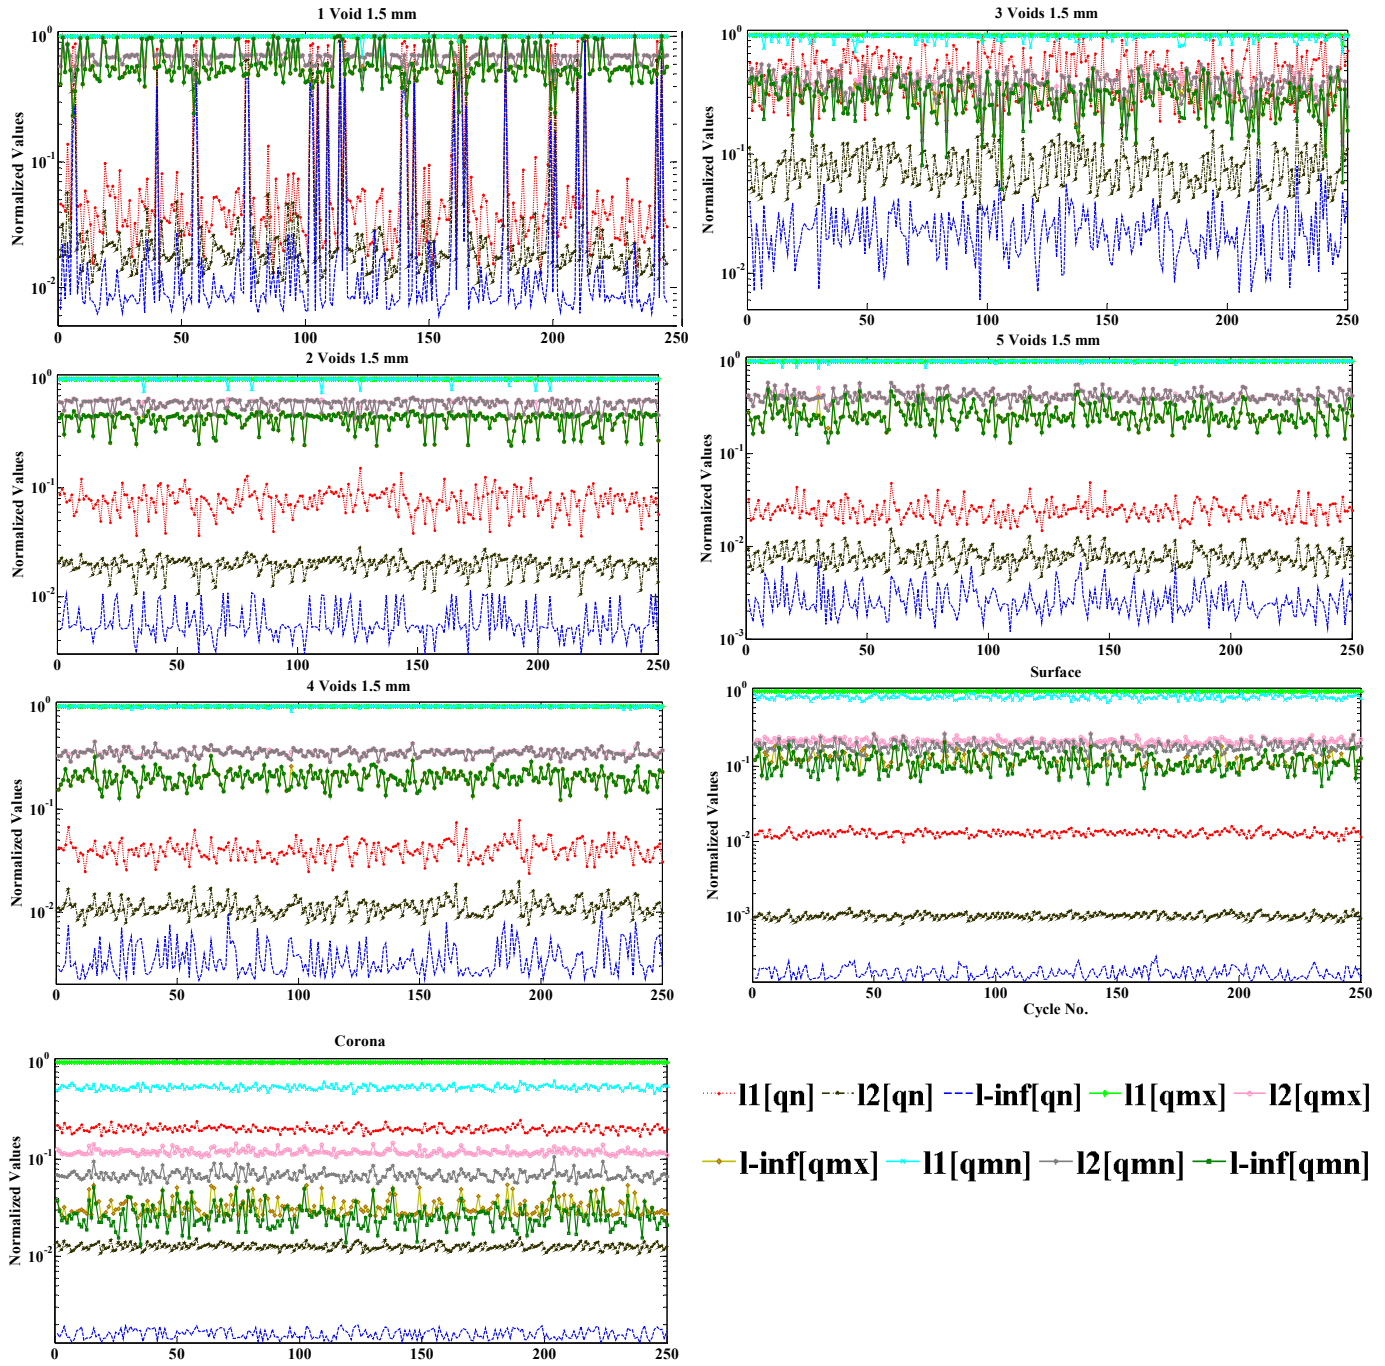 1 Void 1.5 mm
Normalized Values
10^0
10^-1
10^-2
0 50 100 150 200 250
3 Voids 1.5 mm
Normalized Values
10^0
10^-1
10^-2
0 50 100 150 200 250
2 Voids 1.5 mm
Normalized Values
10^0
10^-1
10^-2
0 50 100 150 200 250
5 Voids 1.5 mm
Normalized Values
10^0
10^-1
10^-2
10^-3
0 50 100 150 200 250
4 Voids 1.5 mm
Normalized Values
10^0
10^-1
10^-2
0 50 100 150 200 250
Surface
Normalized Values
10^0
10^-1
10^-2
10^-3
0 50 100 150 200 250
Cycle No.
Corona
Normalized Values
10^0
10^-1
10^-2
0 50 100 150 200 250
l1[qn] l2[qn] l-inf[qn] l1[qmx] l2[qmx]
l-inf[qmx] l1[qmn] l2[qmn] l-inf[qmn]